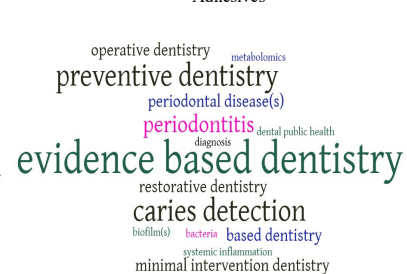 Adhesives
operative dentistry
metabolomics
preventive dentistry
periodontal disease(s)
periodontitis
dental public health
diagnosis
evidence based dentistry
restorative dentistry
caries detection
biofilm(s) bacteria based dentistry
systemic inflammation
minimal intervention dentistry